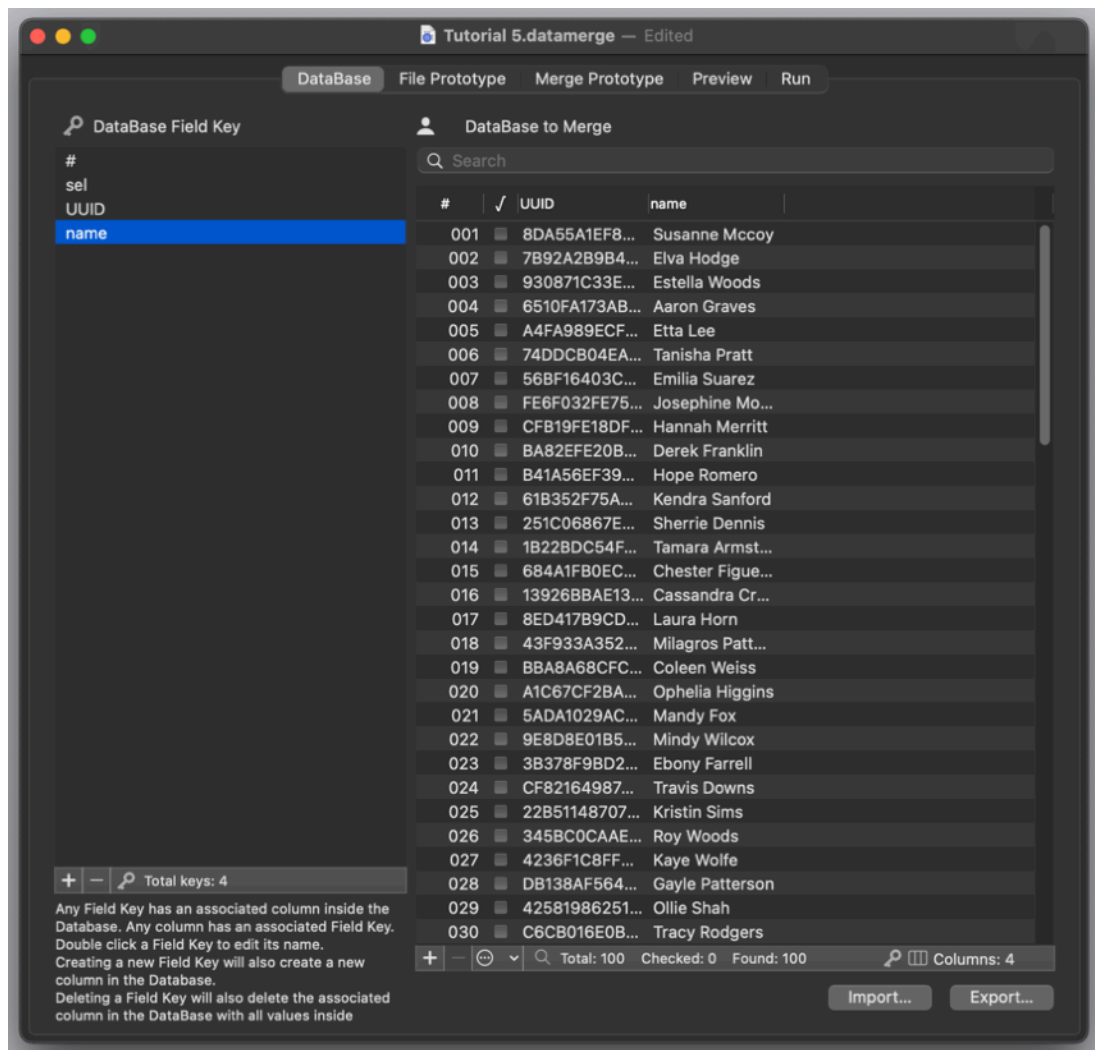 Tutorial 5.datamerge — Edited
DataBase File Prototype Merge Prototype Preview Run
DataBase Field Key
#
sel
UUID
name
Total keys: 4
Any Field Key has an associated column inside the
Database. Any column has an associated Field Key.
Double click a Field Key to edit its name.
Creating a new Field Key will also create a new
column in the Database.
Deleting a Field Key will also delete the associated
column in the DataBase with all values inside
DataBase to Merge
Search
# √ UUID name
001 8DA55A1EF8... Susanne Mccoy
002 7B92A2B9B4... Elva Hodge
003 930871C33E... Estella Woods
004 6510FA173AB... Aaron Graves
005 A4FA989ECF... Etta Lee
006 74DDCB04EA... Tanisha Pratt
007 56BF16403C... Emilia Suarez
008 FE6F032FE75... Josephine Mo...
009 CFB19FE18DF... Hannah Merritt
010 BA82EFE20B... Derek Franklin
011 B41A56EF39... Hope Romero
012 61B352F75A... Kendra Sanford
013 251C06867E... Sherrie Dennis
014 1B22BDC54F... Tamara Armst...
015 684A1FB0EC... Chester Figue...
016 13926BBAE13... Cassandra Cr...
017 8ED417B9CD... Laura Horn
018 43F933A352... Milagros Patt...
019 BBA8A68CFC... Coleen Weiss
020 A1C67CF2BA... Ophelia Higgins
021 5ADA1029AC... Mandy Fox
022 9E8D8E01B5... Mindy Wilcox
023 3B378F9BD2... Ebony Farrell
024 CF82164987... Travis Downs
025 22B51148707... Kristin Sims
026 345BC0CAAE... Roy Woods
027 4236F1C8FF... Kaye Wolfe
028 DB138AF564... Gayle Patterson
029 42581986251... Ollie Shah
030 C6CB016E0B... Tracy Rodgers
Total: 100 Checked: 0 Found: 100 Columns: 4
Import... Export...